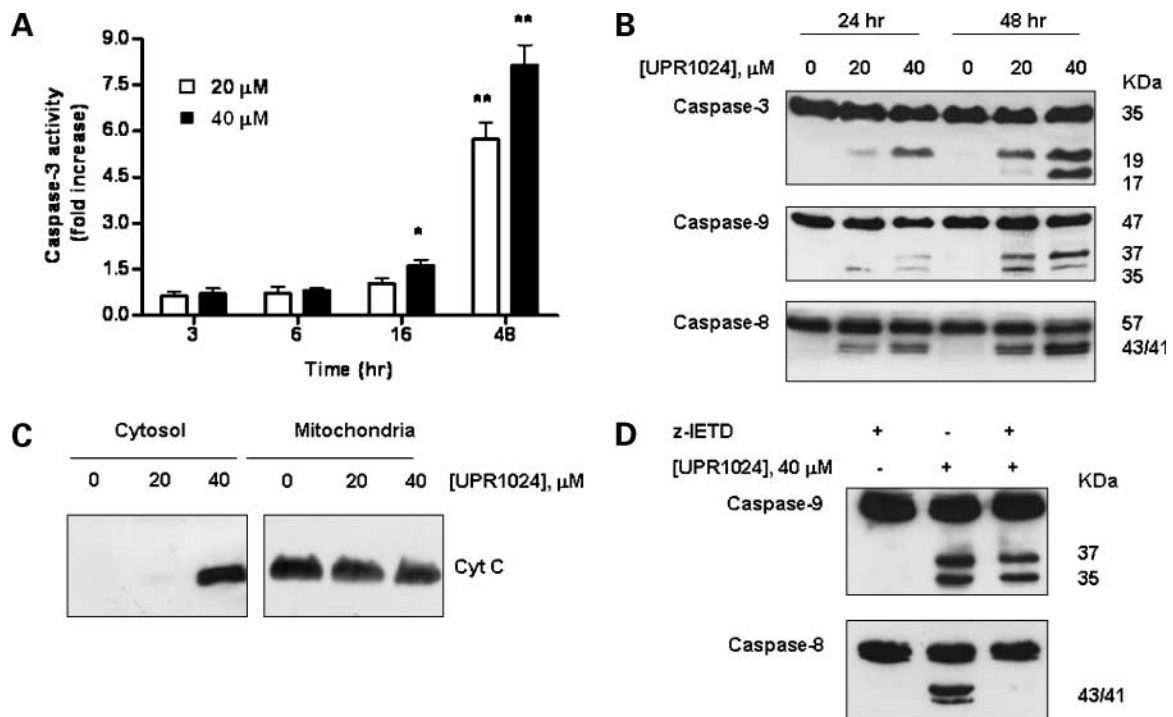 A
9.0
7.5
6.0
4.5
3.0
1.5
0.0
Caspase-3 activity
(fold increase)
20 µM
40 µM
*
**
**
3 6 16 48
Time (hr)
B
24 hr 48 hr
[UPR1024], µM 0 20 40 0 20 40 KDa
Caspase-3 35
19
17
Caspase-9 47
37
35
Caspase-8 57
43/41
C
Cytosol Mitochondria
0 20 40 0 20 40 [UPR1024], µM
Cyt C
D
z-IETD + - +
[UPR1024], 40 µM - + + KDa
Caspase-9
37
35
Caspase-8
43/41